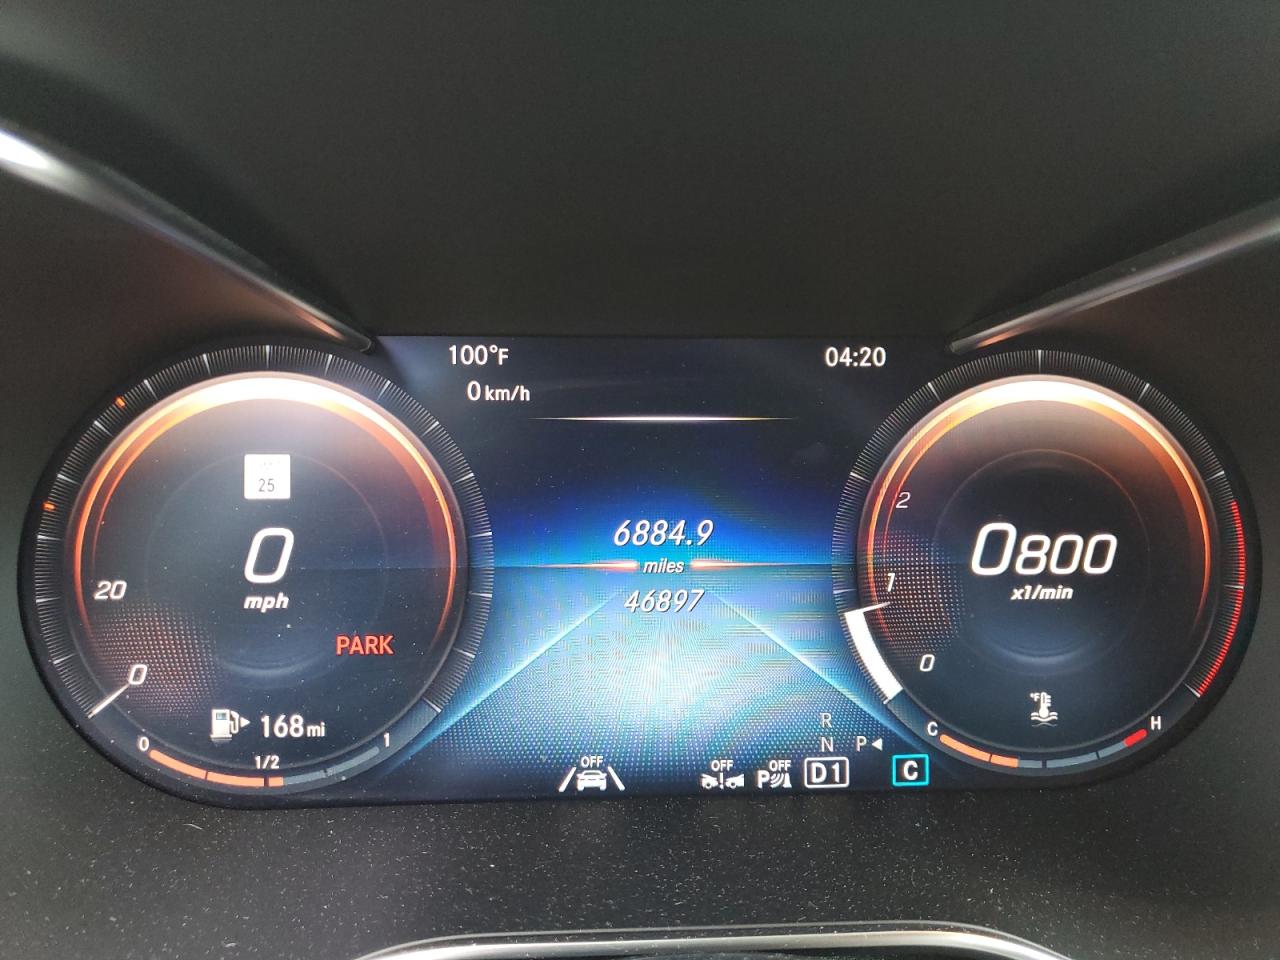 100°F
04:20
0 km/h
25
2
6884.9
0
0800
miles
20
1
x1/min
mph
46897
PARK
0
0
°F
168 mi
R
C
H
0
1/2
1
N
P
OFF
OFF
OFF
P
D1
C